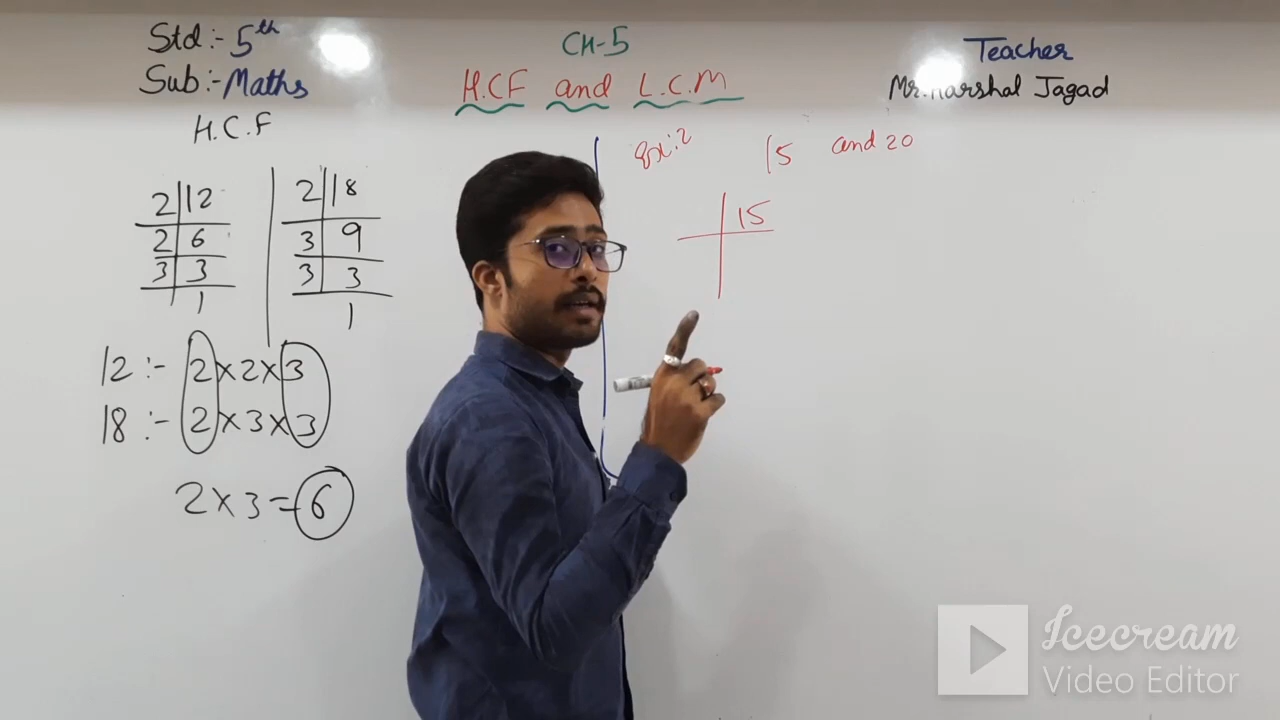 Std:- 5th
Sub:- Maths
CH-5
H.C.F and L.C.M
Teacher
Mr. Harshal Jagad
H.C.F
2 | 12
2 | 6
3 | 3
1
2 | 18
3 | 9
3 | 3
1
12 :- 2×2×3
18 :- 2×3×3
2×3=6
Ex:2 15 and 20
15
Icecream
Video Editor